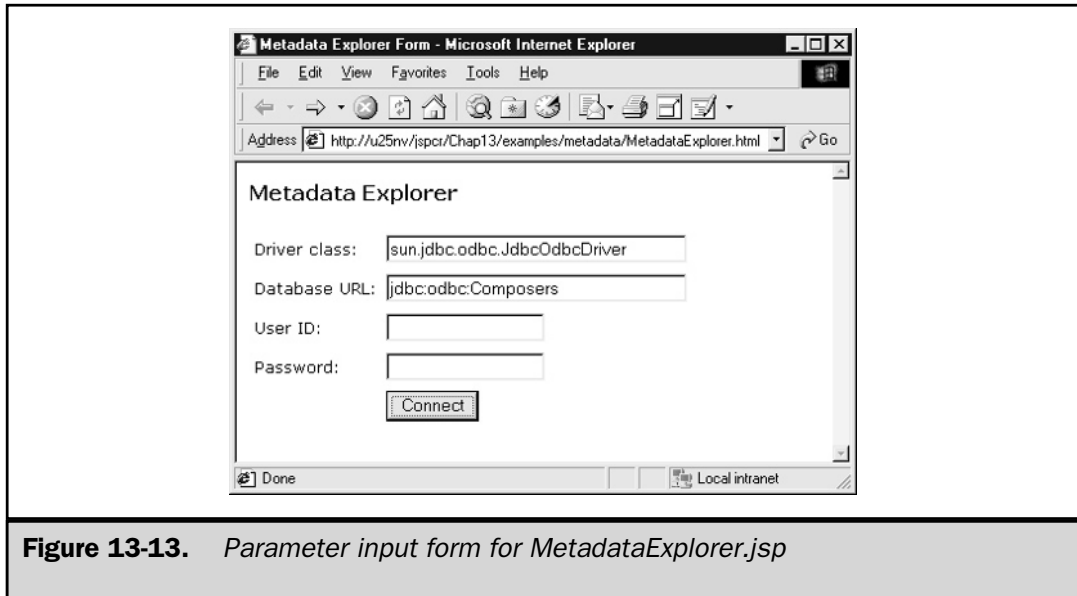 Metadata Explorer Form - Microsoft Internet Explorer
File Edit View Favorites Tools Help
Address http://u25nv/jspcr/Chap13/examples/metadata/MetadataExplorer.html Go
Metadata Explorer
Driver class: sun.jdbc.odbc.JdbcOdbcDriver
Database URL: jdbc:odbc:Composers
User ID:
Password:
Connect
Done Local intranet
Figure 13-13. Parameter input form for MetadataExplorer.jsp